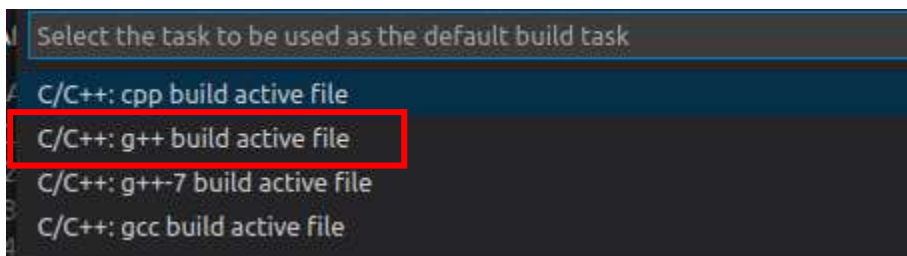 Select the task to be used as the default build task
C/C++: cpp build active file
C/C++: g++ build active file
C/C++: g++-7 build active file
C/C++: gcc build active file